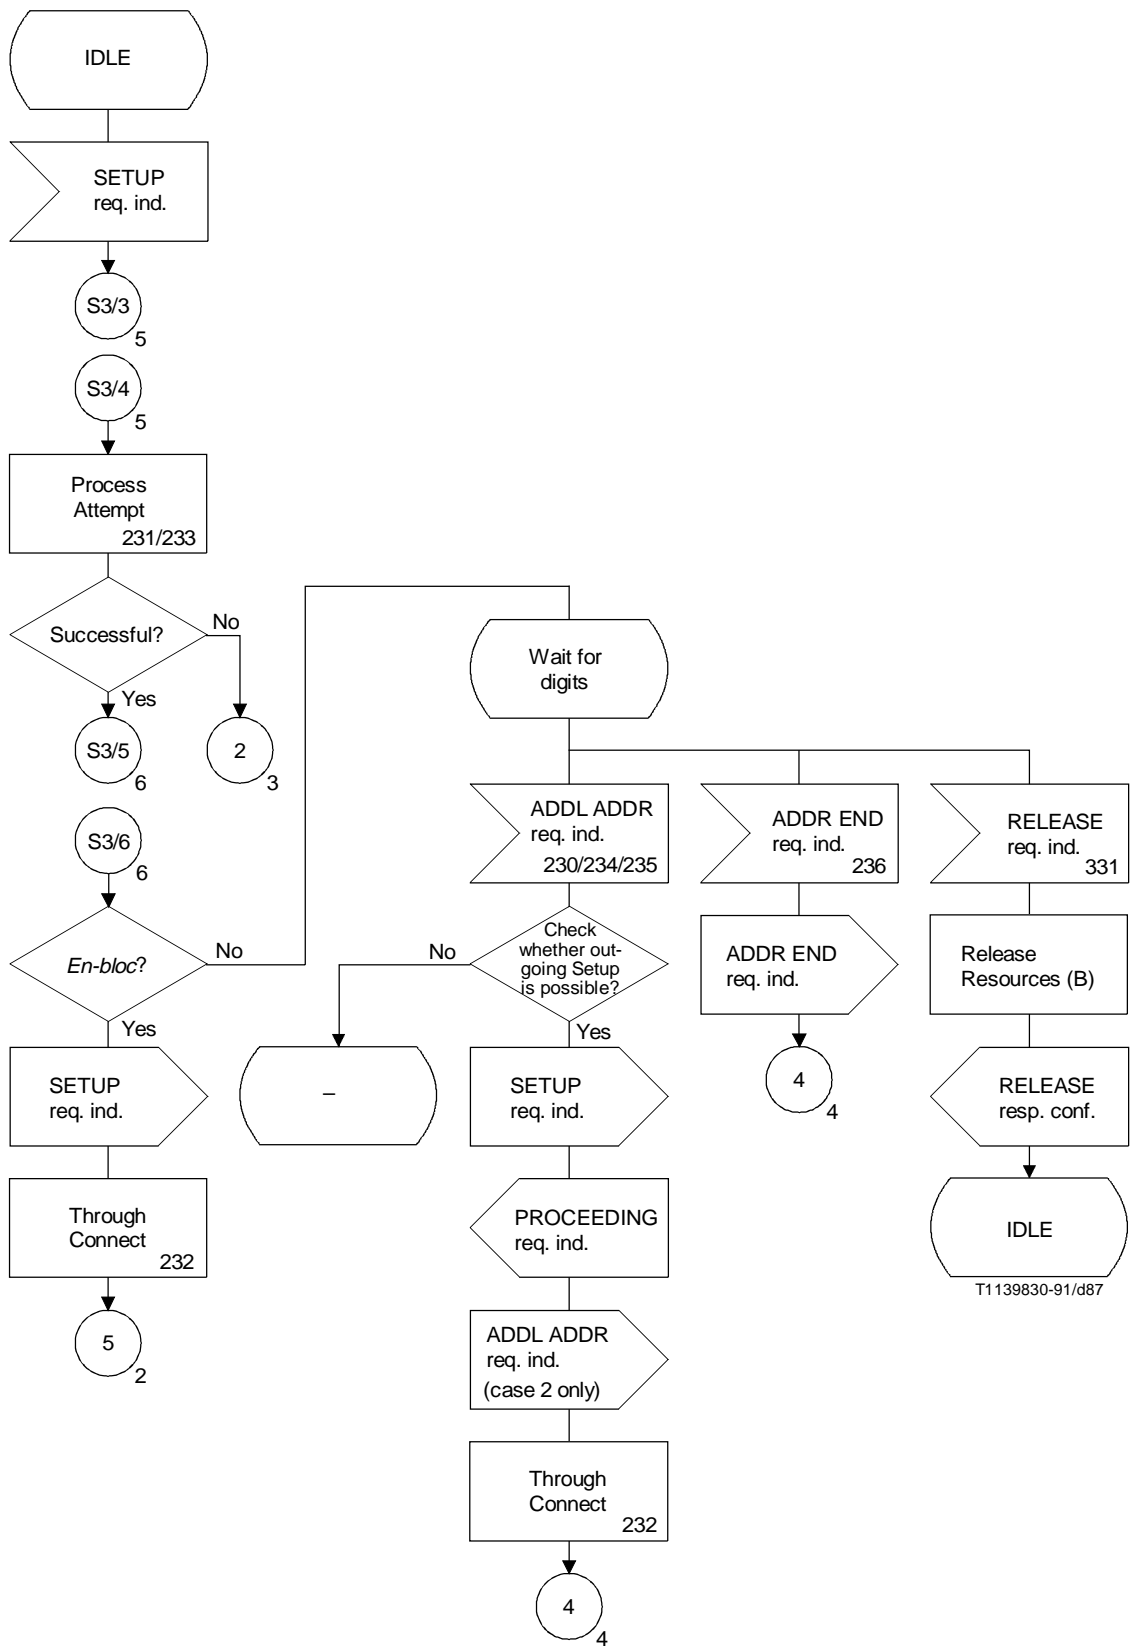 IDLE
SETUP
req. ind.
S3/3
5
S3/4
5
Process
Attempt
231/233
Successful?
No
Yes
S3/5
6
2
3
S3/6
6
En-bloc?
No
Yes
SETUP
req. ind.
Through
Connect
232
5
2
Wait for
digits
ADDL ADDR
req. ind.
230/234/235
Check
whether out-
going Setup
is possible?
No
–
Yes
SETUP
req. ind.
PROCEEDING
req. ind.
ADDL ADDR
req. ind.
(case 2 only)
Through
Connect
232
4
4
ADDR END
req. ind.
236
ADDR END
req. ind.
4
4
RELEASE
req. ind.
331
Release
Resources (B)
RELEASE
resp. conf.
IDLE
T1139830-91/d87